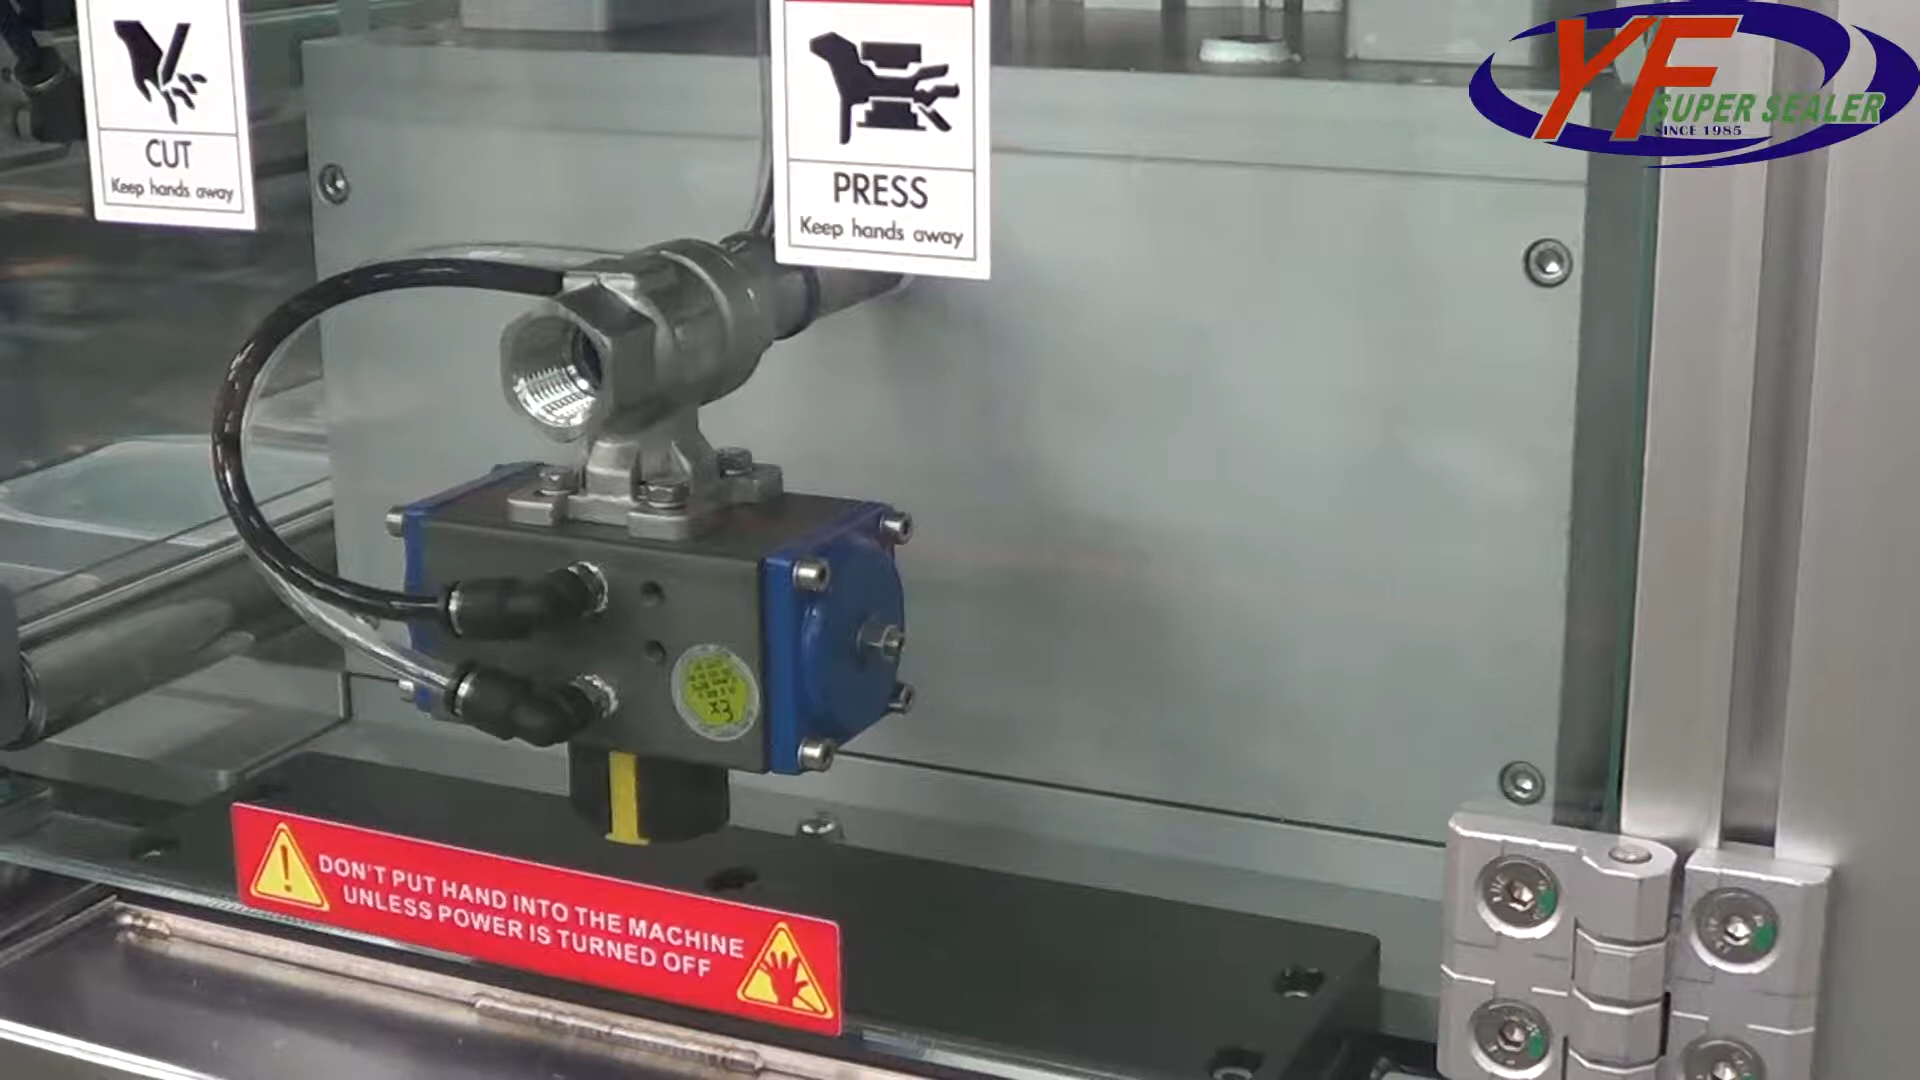 CUT
Keep hands away
PRESS
Keep hands away
YF
SUPER SEALER
SINCE 1985
X3
DON'T PUT HAND INTO THE MACHINE
UNLESS POWER IS TURNED OFF